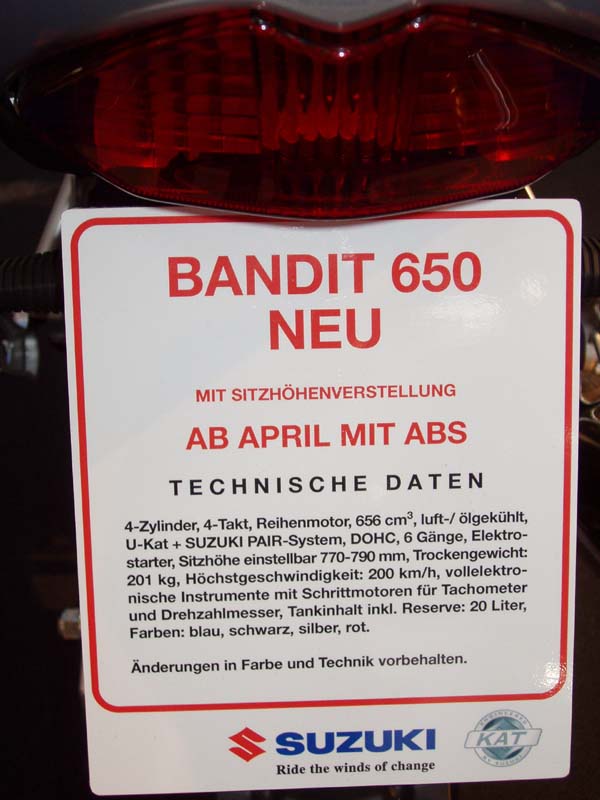 BANDIT 650
NEU
MIT SITZHÖHENVERSTELLUNG
AB APRIL MIT ABS
TECHNISCHE DATEN
4-Zylinder, 4-Takt, Reihenmotor, 656 cm³, luft-/ ölgekühlt,
U-Kat + SUZUKI PAIR-System, DOHC, 6 Gänge, Elektro-
starter, Sitzhöhe einstellbar 770-790 mm, Trockengewicht:
201 kg, Höchstgeschwindigkeit: 200 km/h, vollelektro-
nische Instrumente mit Schrittmotoren für Tachometer
und Drehzahlmesser, Tankinhalt inkl. Reserve: 20 Liter,
Farben: blau, schwarz, silber, rot.
Änderungen in Farbe und Technik vorbehalten.
SUZUKI
Ride the winds of change
ENGINEERED
KAT
BY SUZUKI